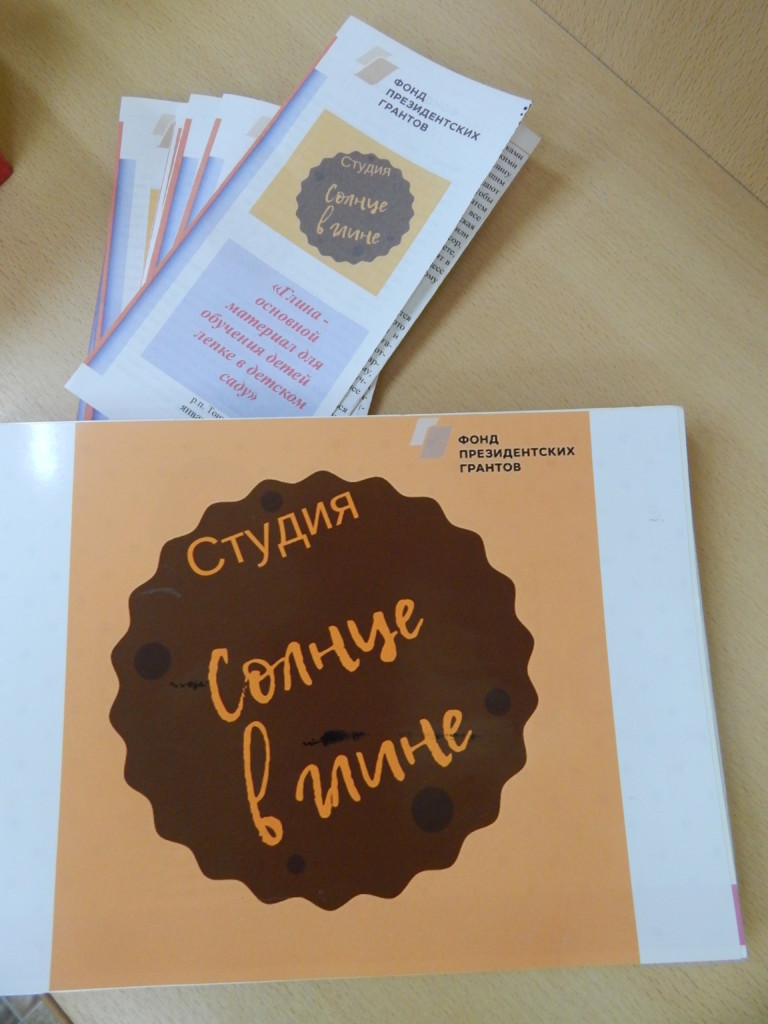 ФОНД
ПРЕЗИДЕНТСКИХ
ГРАНТОВ
Студия
Солнце
в глине
«Глина -
основной
материал для
обучения детей
лепке в детском
саду»
р.п.
ФОНД
ПРЕЗИДЕНТСКИХ
ГРАНТОВ
Студия
Солнце
в глине